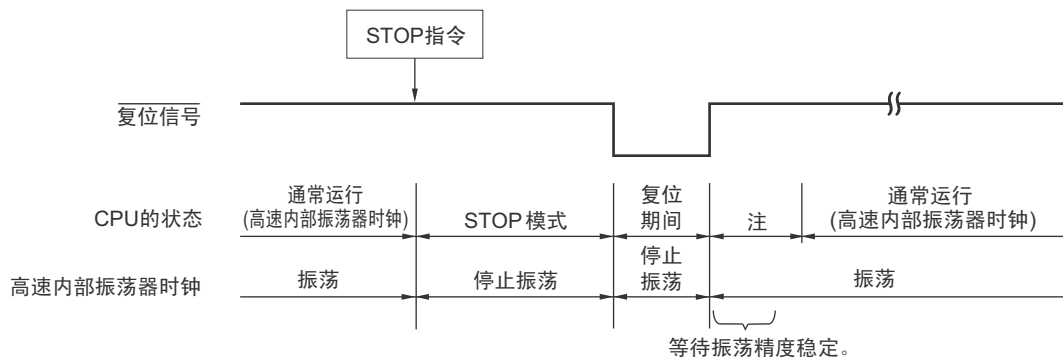 STOP指令
复位信号
CPU的状态
通常运行
(高速内部振荡器时钟)
STOP模式
复位
期间
注
通常运行
(高速内部振荡器时钟)
高速内部振荡器时钟
振荡
停止振荡
停止
振荡
振荡
等待振荡精度稳定。